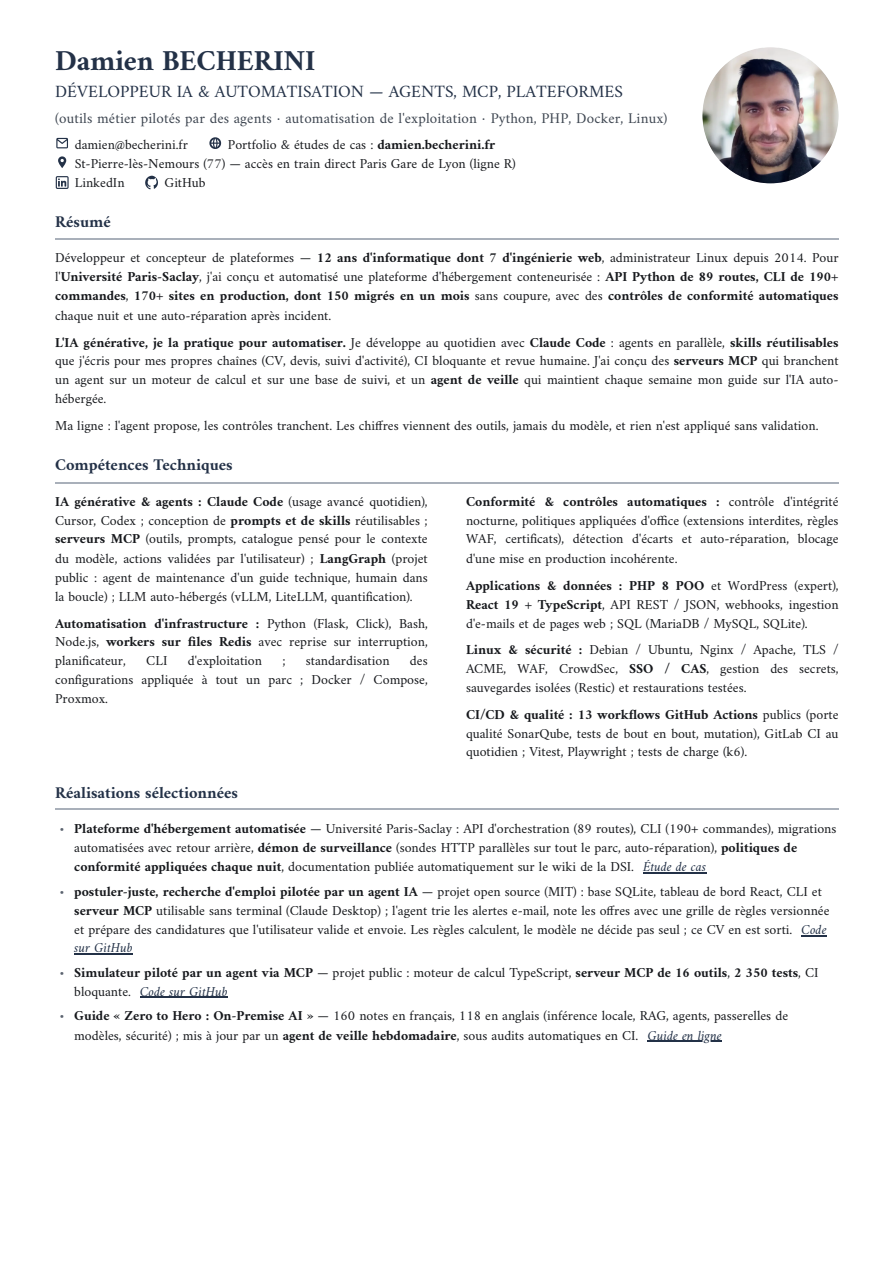 Damien BECHERINI
DÉVELOPPEUR IA & AUTOMATISATION — AGENTS, MCP, PLATEFORMES
(outils métier pilotés par des agents · automatisation de l'exploitation · Python, PHP, Docker, Linux)
damien@becherini.fr Portfolio & études de cas : damien.becherini.fr
St-Pierre-lès-Nemours (77) — accès en train direct Paris Gare de Lyon (ligne R)
LinkedIn GitHub
Résumé
Développeur et concepteur de plateformes — 12 ans d'informatique dont 7 d'ingénierie web, administrateur Linux depuis 2014. Pour
l'Université Paris-Saclay, j'ai conçu et automatisé une plateforme d'hébergement conteneurisée : API Python de 89 routes, CLI de 190+
commandes, 170+ sites en production, dont 150 migrés en un mois sans coupure, avec des contrôles de conformité automatiques
chaque nuit et une auto-réparation après incident.
L'IA générative, je la pratique pour automatiser. Je développe au quotidien avec Claude Code : agents en parallèle, skills réutilisables
que j'écris pour mes propres chaînes (CV, devis, suivi d'activité), CI bloquante et revue humaine. J'ai conçu des serveurs MCP qui branchent
un agent sur un moteur de calcul et sur une base de suivi, et un agent de veille qui maintient chaque semaine mon guide sur l'IA auto-
hébergée.
Ma ligne : l'agent propose, les contrôles tranchent. Les chiffres viennent des outils, jamais du modèle, et rien n'est appliqué sans validation.
Compétences Techniques
IA générative & agents : Claude Code (usage avancé quotidien),
Cursor, Codex ; conception de prompts et de skills réutilisables ;
serveurs MCP (outils, prompts, catalogue pensé pour le contexte
du modèle, actions validées par l'utilisateur) ; LangGraph (projet
public : agent de maintenance d'un guide technique, humain dans
la boucle) ; LLM auto-hébergés (vLLM, LiteLLM, quantification).
Automatisation d'infrastructure : Python (Flask, Click), Bash,
Node.js, workers sur files Redis avec reprise sur interruption,
planificateur, CLI d'exploitation ; standardisation des
configurations appliquée à tout un parc ; Docker / Compose,
Proxmox.
Conformité & contrôles automatiques : contrôle d'intégrité
nocturne, politiques appliquées d'office (extensions interdites, règles
WAF, certificats), détection d'écarts et auto-réparation, blocage
d'une mise en production incohérente.
Applications & données : PHP 8 POO et WordPress (expert),
React 19 + TypeScript, API REST / JSON, webhooks, ingestion
d'e-mails et de pages web ; SQL (MariaDB / MySQL, SQLite).
Linux & sécurité : Debian / Ubuntu, Nginx / Apache, TLS /
ACME, WAF, CrowdSec, SSO / CAS, gestion des secrets,
sauvegardes isolées (Restic) et restaurations testées.
CI/CD & qualité : 13 workflows GitHub Actions publics (porte
qualité SonarQube, tests de bout en bout, mutation), GitLab CI au
quotidien ; Vitest, Playwright ; tests de charge (k6).
Réalisations sélectionnées
• Plateforme d'hébergement automatisée — Université Paris-Saclay : API d'orchestration (89 routes), CLI (190+ commandes), migrations
automatisées avec retour arrière, démon de surveillance (sondes HTTP parallèles sur tout le parc, auto-réparation), politiques de
conformité appliquées chaque nuit, documentation publiée automatiquement sur le wiki de la DSI. Étude de cas
• postuler-juste, recherche d'emploi pilotée par un agent IA — projet open source (MIT) : base SQLite, tableau de bord React, CLI et
serveur MCP utilisable sans terminal (Claude Desktop) ; l'agent trie les alertes e-mail, note les offres avec une grille de règles versionnée
et prépare des candidatures que l'utilisateur valide et envoie. Les règles calculent, le modèle ne décide pas seul ; ce CV en est sorti. Code
sur GitHub
• Simulateur piloté par un agent via MCP — projet public : moteur de calcul TypeScript, serveur MCP de 16 outils, 2 350 tests, CI
bloquante. Code sur GitHub
• Guide « Zero to Hero : On-Premise AI » — 160 notes en français, 118 en anglais (inférence locale, RAG, agents, passerelles de
modèles, sécurité) ; mis à jour par un agent de veille hebdomadaire, sous audits automatiques en CI. Guide en ligne